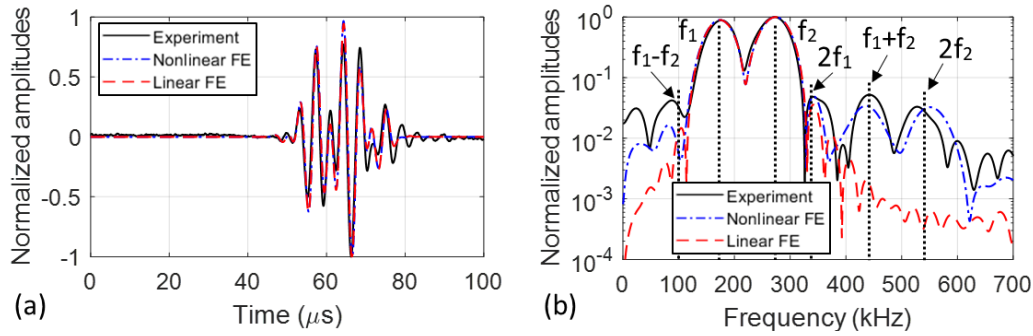 Normalized amplitudes
1
0.5
0
-0.5
-1
Experiment
Nonlinear FE
Linear FE
0 20 40 60 80 100
Time (μs)
(a)
Normalized amplitudes
10⁰
10⁻¹
10⁻²
10⁻³
10⁻⁴
f₁-f₂
f₁
f₂
2f₁
f₁+f₂
2f₂
Experiment
Nonlinear FE
Linear FE
0 100 200 300 400 500 600 700
Frequency (kHz)
(b)